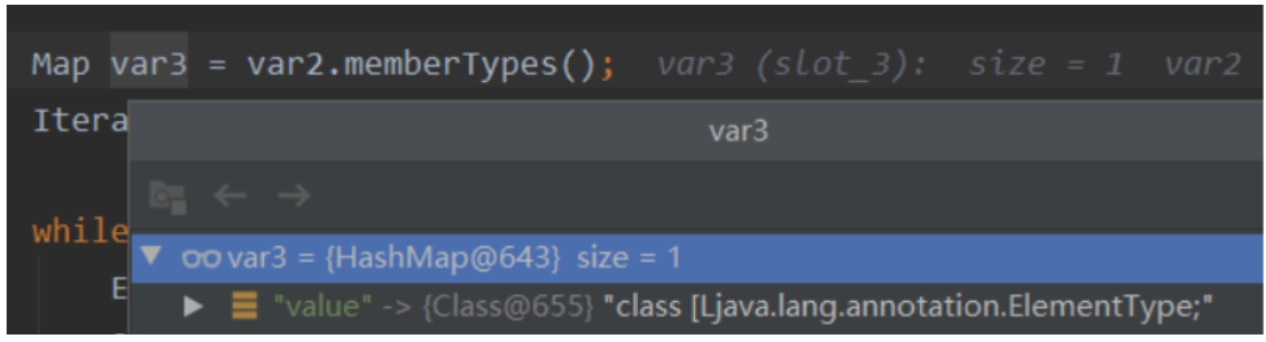 Map var3 = var2.memberTypes(); var3 (slot_3): size = 1 var2
Itera
var3
while
var3 = {HashMap@643} size = 1
E
"value" -> {Class@655} "class [Ljava.lang.annotation.ElementType;"